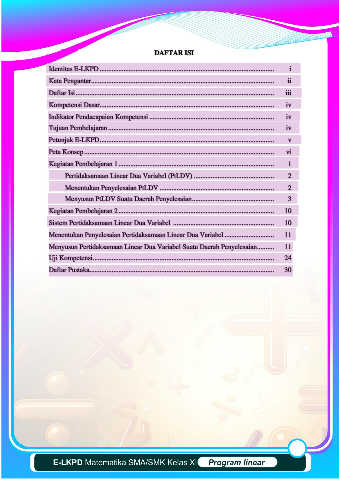 DAFTAR ISI
Identitas E-LKPD ........ i
Kata Pengantar ........ ii
Daftar Isi ........ iii
Kompetensi Dasar ........ iv
Indikator Pendacapaian Kompetensi ........ iv
Tujuan Pembelajaran ........ iv
Petunjuk E-LKPD ........ v
Peta Konsep ........ vi
Kegiatan Pembelajaran 1 ........ 1
Pertidaksamaan Linear Dua Variabel (PtLDV) ........ 2
Menentukan Penyelesaian PtLDV ........ 2
Menyusun PtLDV Suatu Daerah Penyelesaian ........ 3
Kegiatan Pembelajaran 2 ........ 10
Sistem Pertidaksamaan Linear Dua Variabel ........ 10
Menentukan Penyelesaian Pertidaksamaan Linear Dua Variabel ........ 11
Menyusun Pertidaksamaan Linear Dua Variabel Suatu Daerah Penyelesaian ........ 11
Uji Kompetensi ........ 24
Daftar Pustaka ........ 30
E-LKPD Matematika SMA/SMK Kelas X Program linear